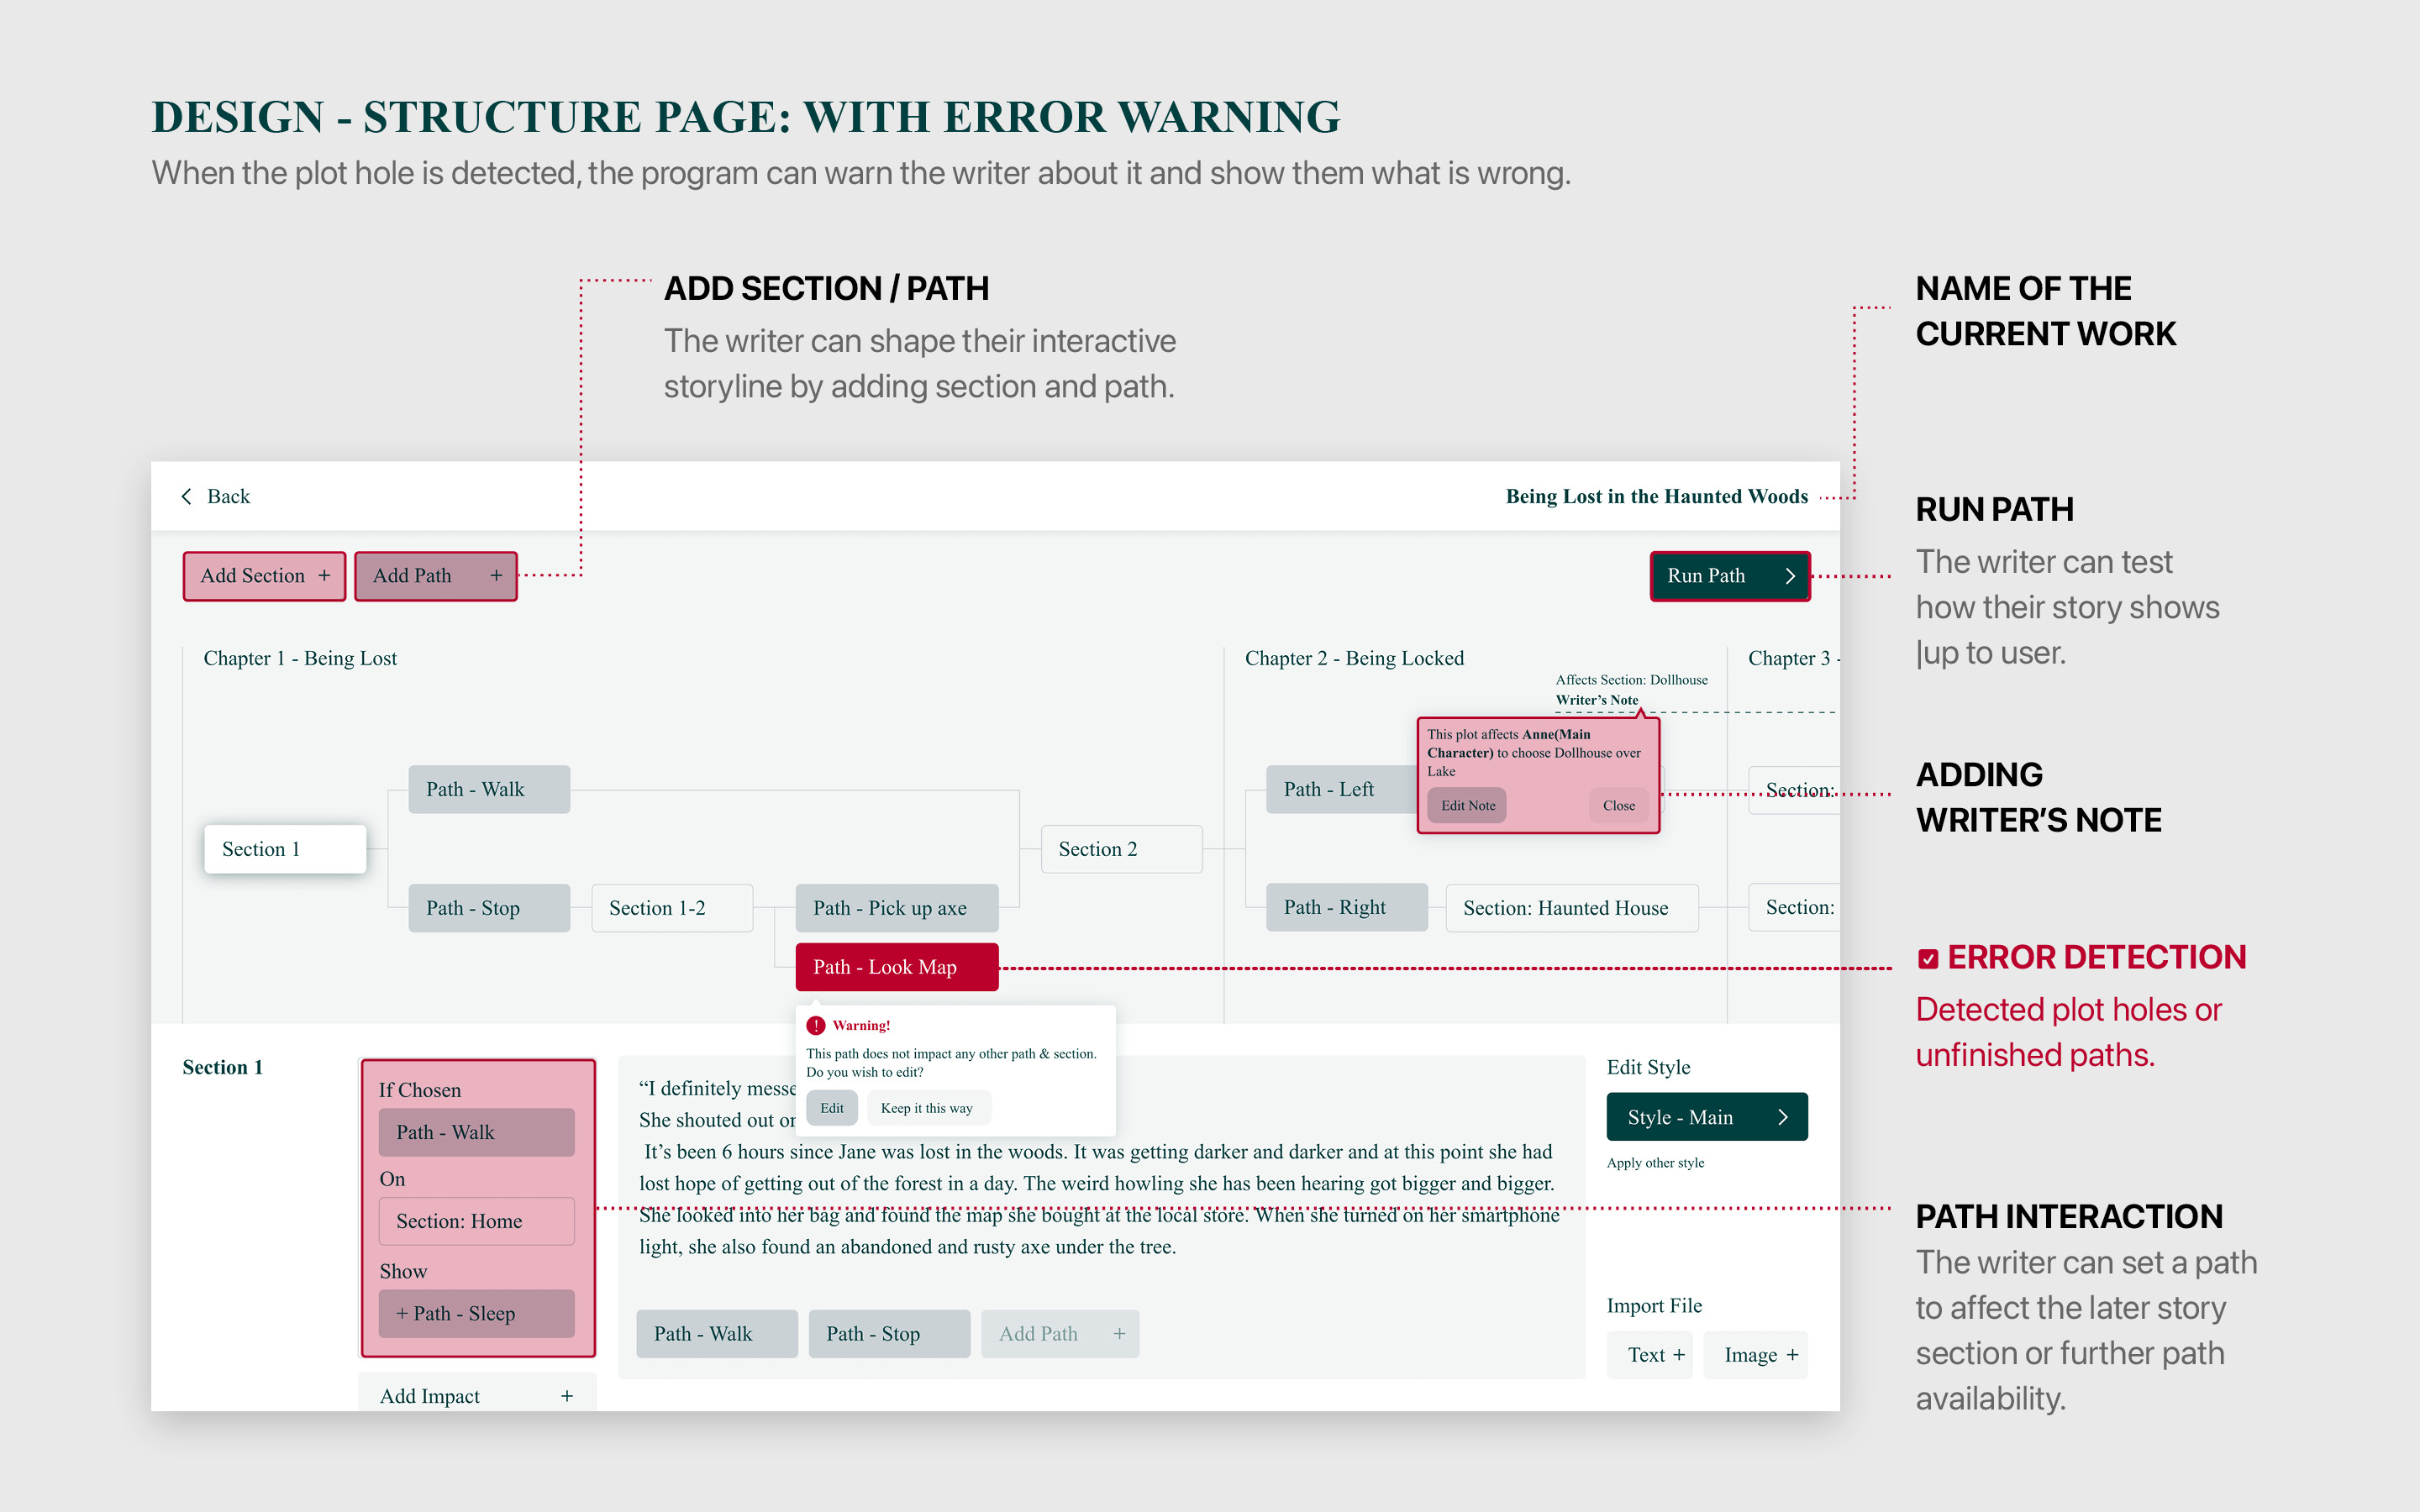 DESIGN - STRUCTURE PAGE: WITH ERROR WARNING
When the plot hole is detected, the program can warn the writer about it and show them what is wrong.
ADD SECTION / PATH
The writer can shape their interactive
storyline by adding section and path.
NAME OF THE
CURRENT WORK
Back
Being Lost in the Haunted Woods
Add Section +
Add Path +
Run Path
RUN PATH
The writer can test
how their story shows
|up to user.
Chapter 1 - Being Lost
Chapter 2 - Being Locked
Chapter 3 -
Affects Section: Dollhouse
Writer's Note
This plot affects Anne(Main
Character) to choose Dollhouse over
Lake
Edit Note
Close
ADDING
WRITER'S NOTE
Path - Walk
Path - Left
Section:
Section 1
Section 2
Path - Stop
Section 1-2
Path - Pick up axe
Path - Right
Section: Haunted House
Section:
Path - Look Map
ERROR DETECTION
Detected plot holes or
unfinished paths.
Warning!
This path does not impact any other path & section.
Do you wish to edit?
Edit
Keep it this way
Section 1
If Chosen
Path - Walk
On
Section: Home
Show
+ Path - Sleep
Add Impact +
“I definitely messe
She shouted out or
It’s been 6 hours since Jane was lost in the woods. It was getting darker and darker and at this point she had
lost hope of getting out of the forest in a day. The weird howling she has been hearing got bigger and bigger.
She looked into her bag and found the map she bought at the local store. When she turned on her smartphone
light, she also found an abandoned and rusty axe under the tree.
Path - Walk
Path - Stop
Add Path +
Edit Style
Style - Main
Apply other style
Import File
Text +
Image +
PATH INTERACTION
The writer can set a path
to affect the later story
section or further path
availability.